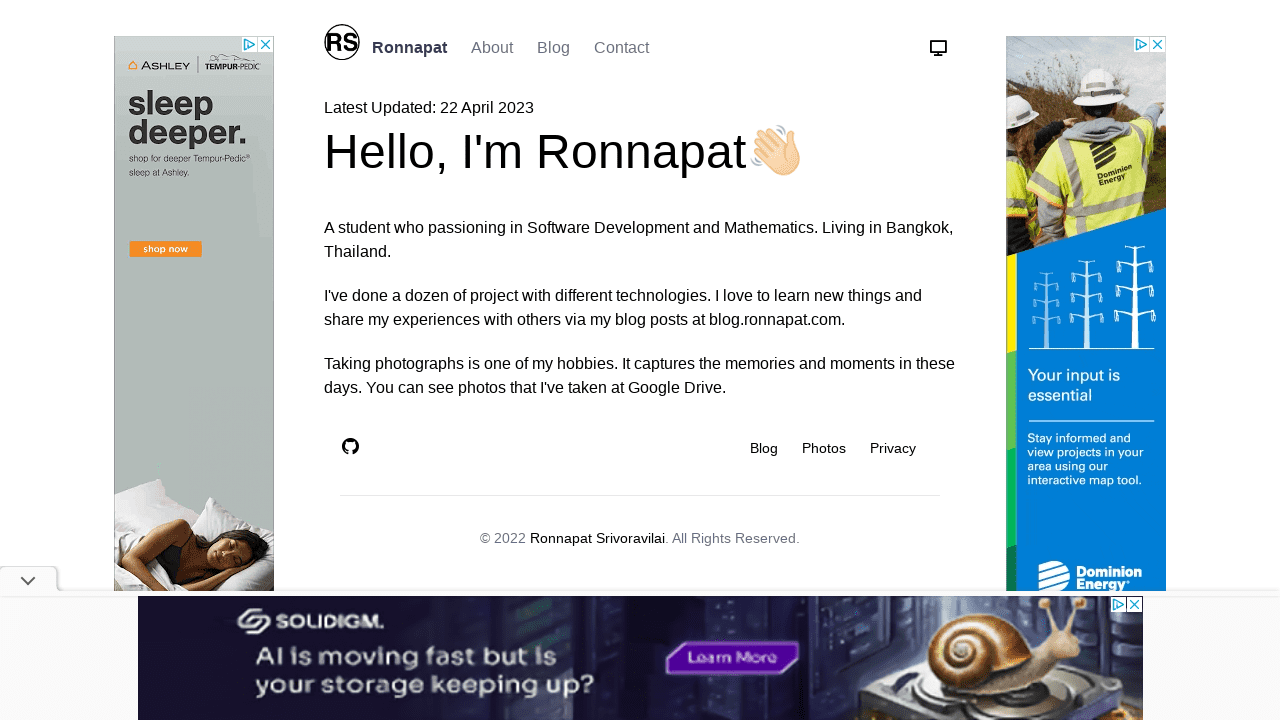 RS
Ronnapat About Blog Contact
ASHLEY | TEMPUR-PEDIC
sleep
deeper.
shop for deeper Tempur-Pedic®
sleep at Ashley.
shop now
Latest Updated: 22 April 2023
Hello, I'm Ronnapat👋🏻
A student who passioning in Software Development and Mathematics. Living in Bangkok,
Thailand.
I've done a dozen of project with different technologies. I love to learn new things and
share my experiences with others via my blog posts at blog.ronnapat.com.
Taking photographs is one of my hobbies. It captures the memories and moments in these
days. You can see photos that I've taken at Google Drive.
Blog Photos Privacy
© 2022 Ronnapat Srivoravilai. All Rights Reserved.
Dominion
Energy®
Your input is
essential
Stay informed and
view projects in your
area using our
interactive map tool.
Dominion
Energy®
SOLIDIGM.
AI is moving fast but is
your storage keeping up?
Learn More